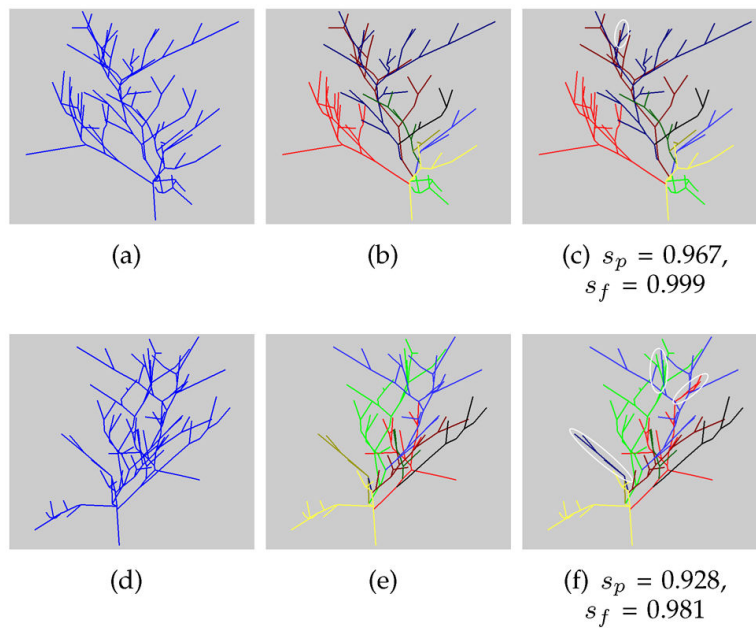 (a)
(b)
(c) s_p = 0.967,
s_f = 0.999
(d)
(e)
(f) s_p = 0.928,
s_f = 0.981